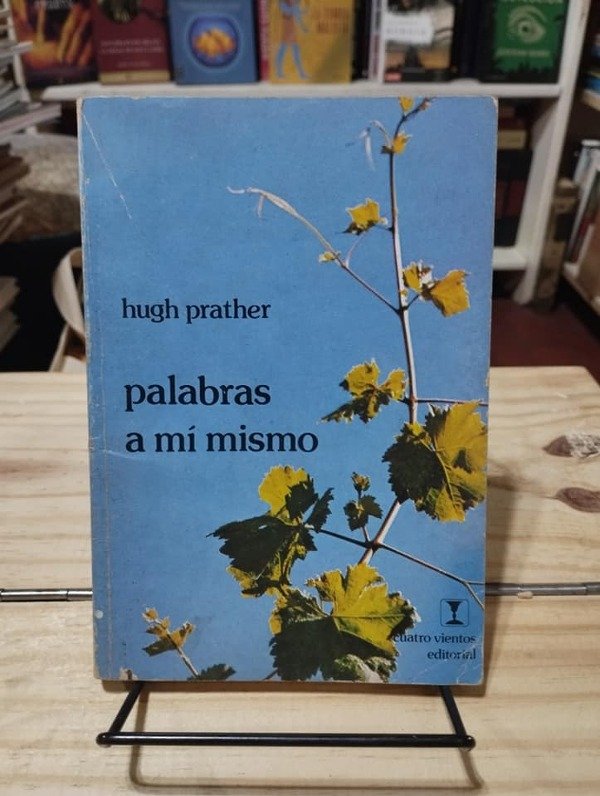 hugh prather
palabras
a mí mismo
cuatro vientos
editorial